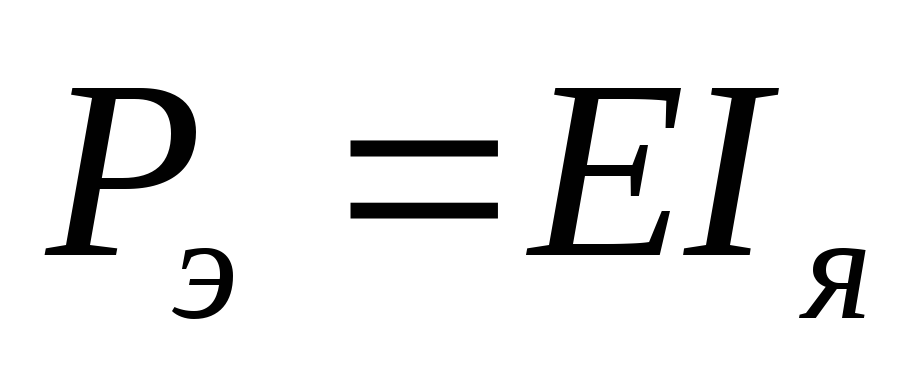 Pэ = EIя